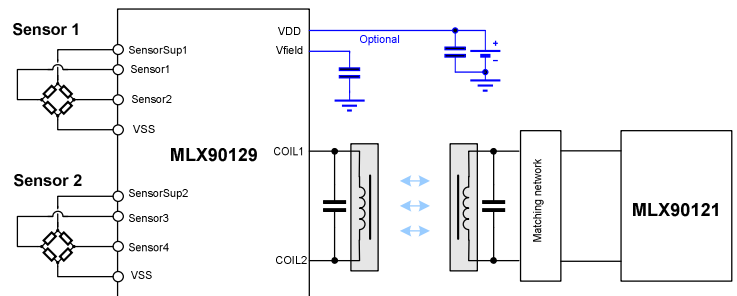 Sensor 1
SensorSup1
Sensor1
Sensor2
VSS
Sensor 2
SensorSup2
Sensor3
Sensor4
VSS
MLX90129
VDD
Vfield
COIL1
COIL2
Optional
+
–
Matching network
MLX90121